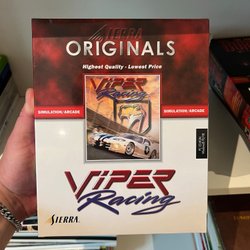 SIERRA
ORIGINALS
Highest Quality - Lowest Price
VIPER
Racing
SIMULATION/ARCADE
SIMULATION/ARCADE
VIPER
Racing
SIERRA